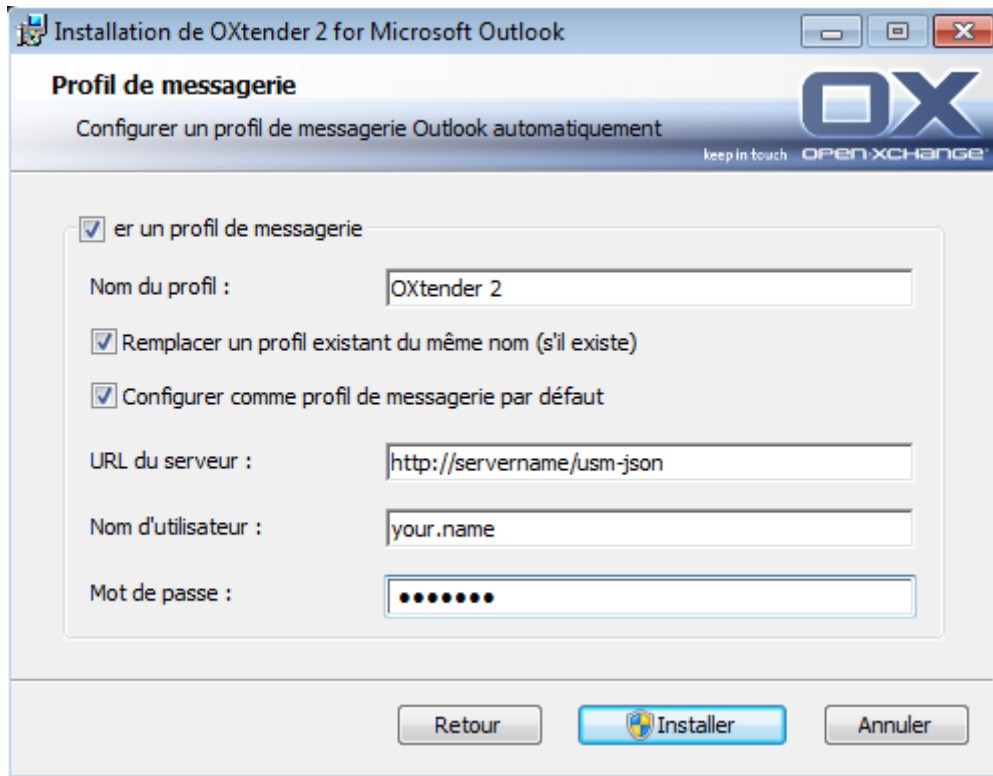 Installation de OXtender 2 for Microsoft Outlook
Profil de messagerie
Configurer un profil de messagerie Outlook automatiquement
OX
keep in touch OPEN-XCHANGE
er un profil de messagerie
Nom du profil : OXtender 2
Remplacer un profil existant du même nom (s'il existe)
Configurer comme profil de messagerie par défaut
URL du serveur : http://servername/usm-json
Nom d'utilisateur : your.name
Mot de passe : •••••••
Retour Installer Annuler